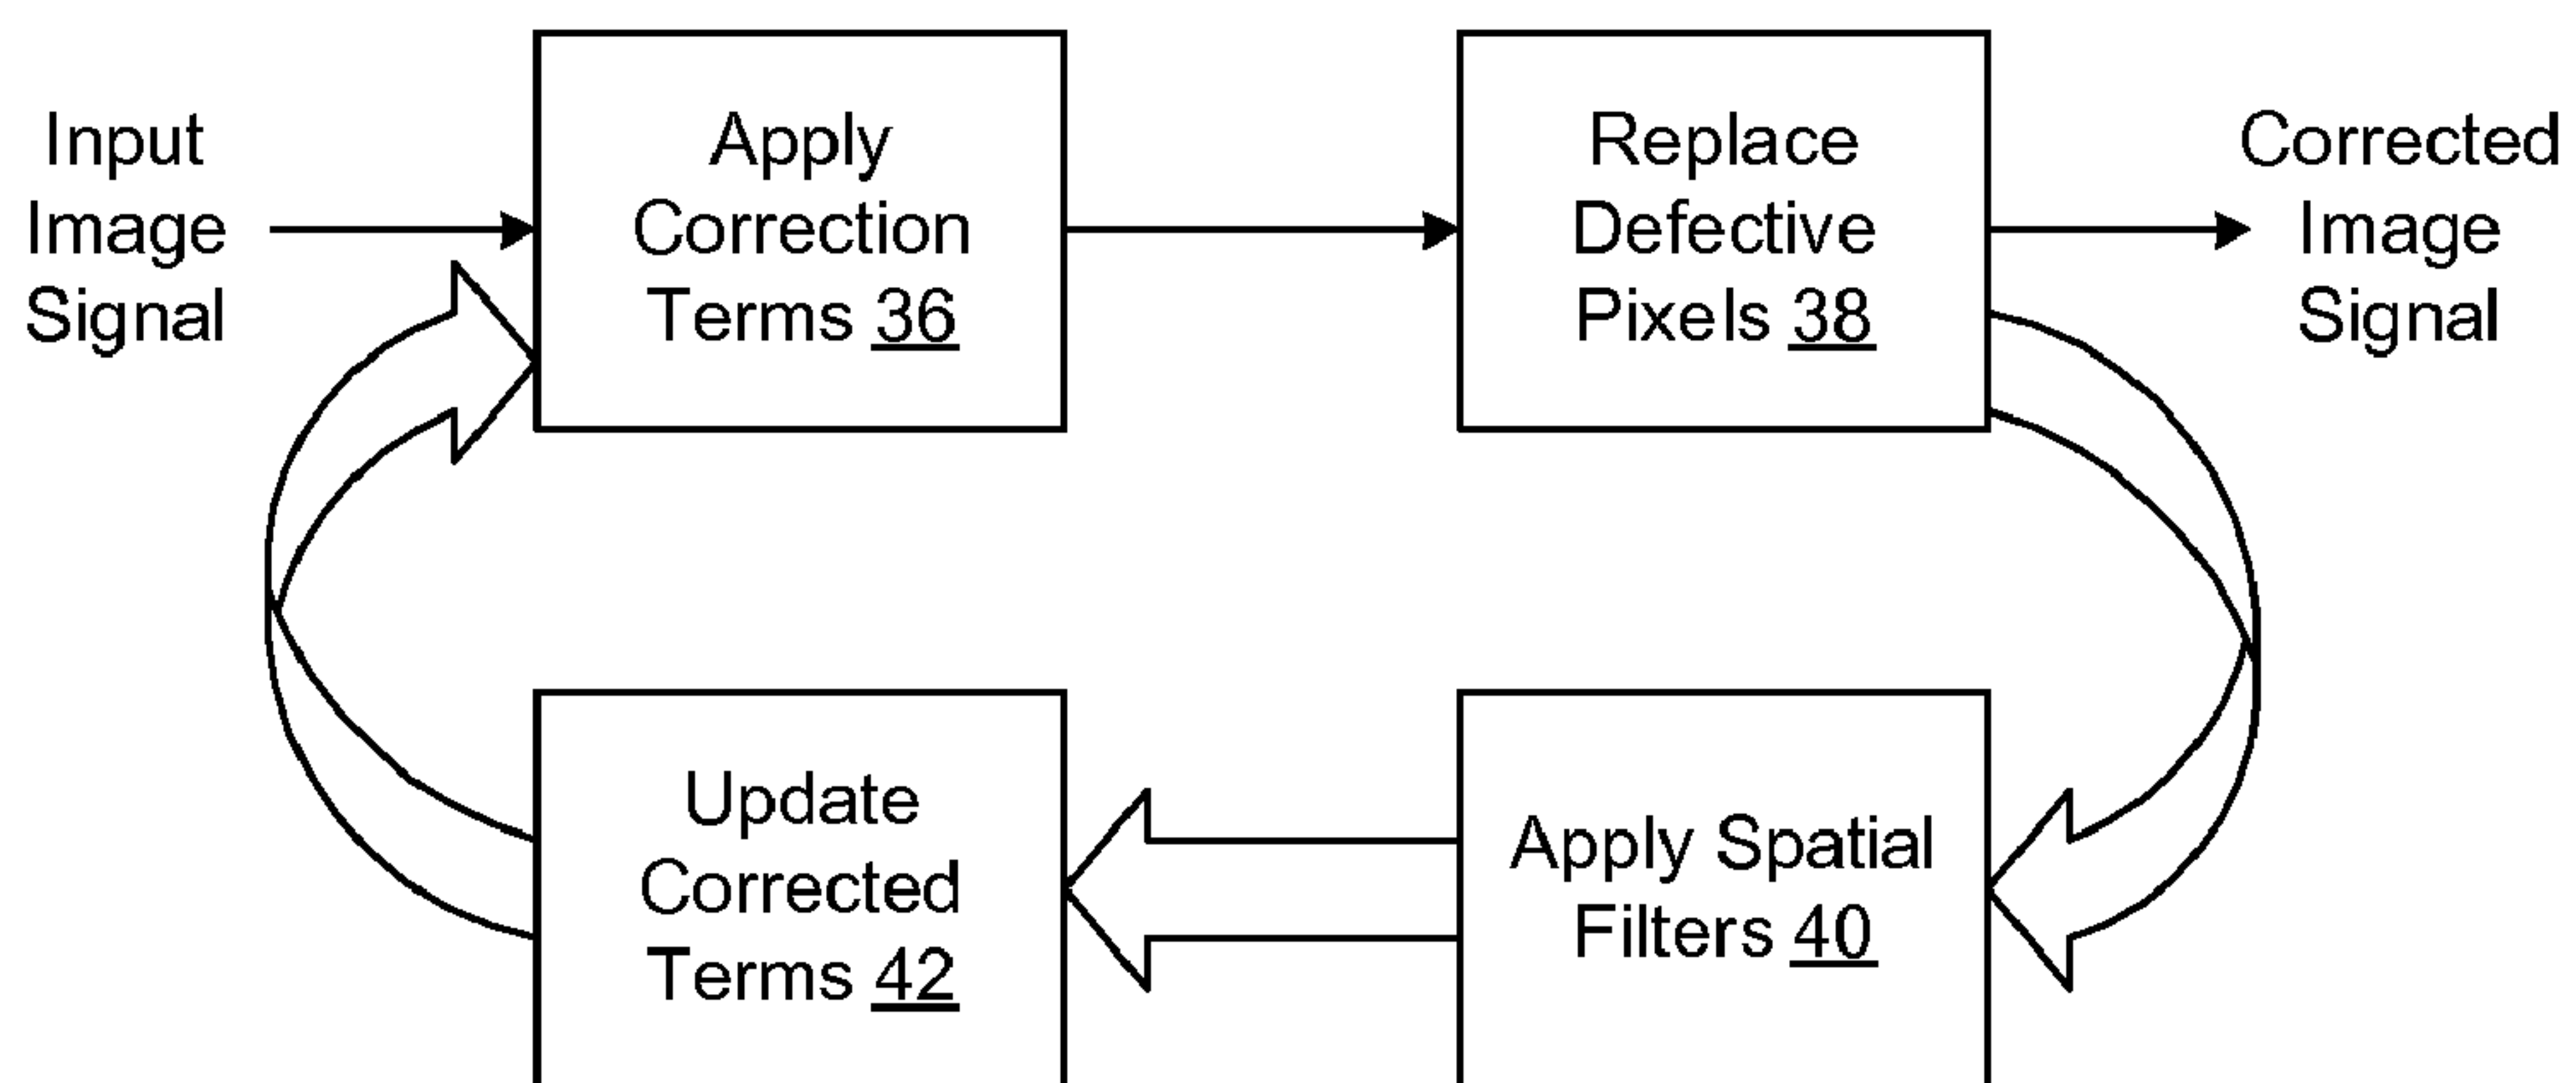 Input
Image
Signal
Apply
Correction
Terms 36
Replace
Defective
Pixels 38
Corrected
Image
Signal
Update
Corrected
Terms 42
Apply Spatial
Filters 40